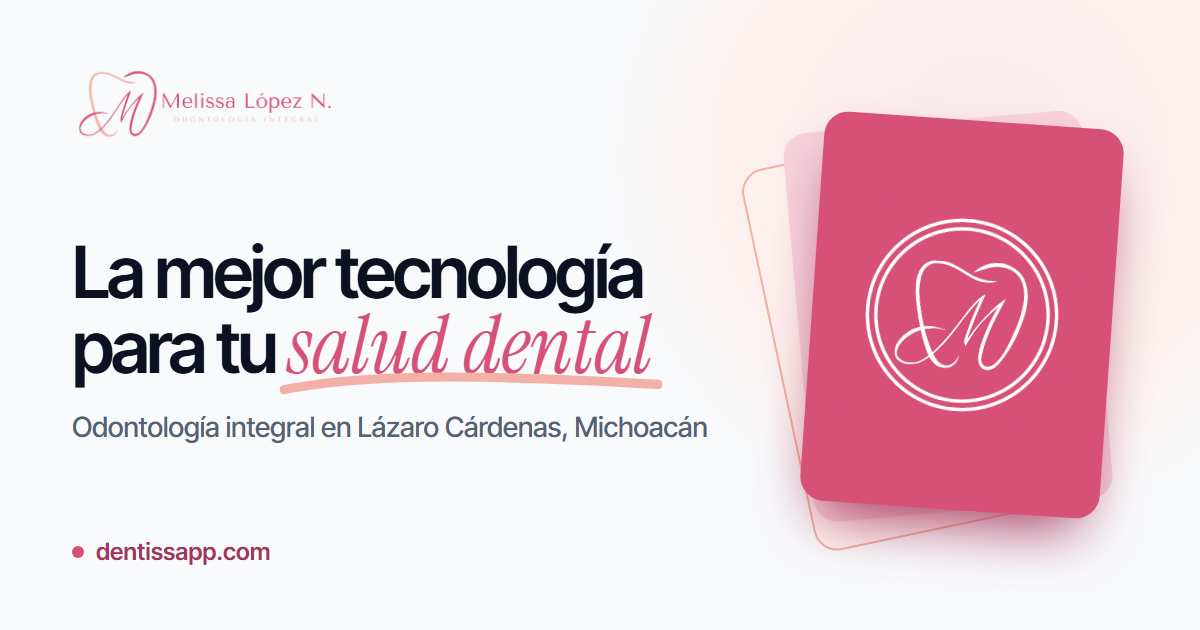 Melissa López N.
ODONTOLOGÍA INTEGRAL
La mejor tecnología
para tu salud dental
Odontología integral en Lázaro Cárdenas, Michoacán
dentissapp.com
M